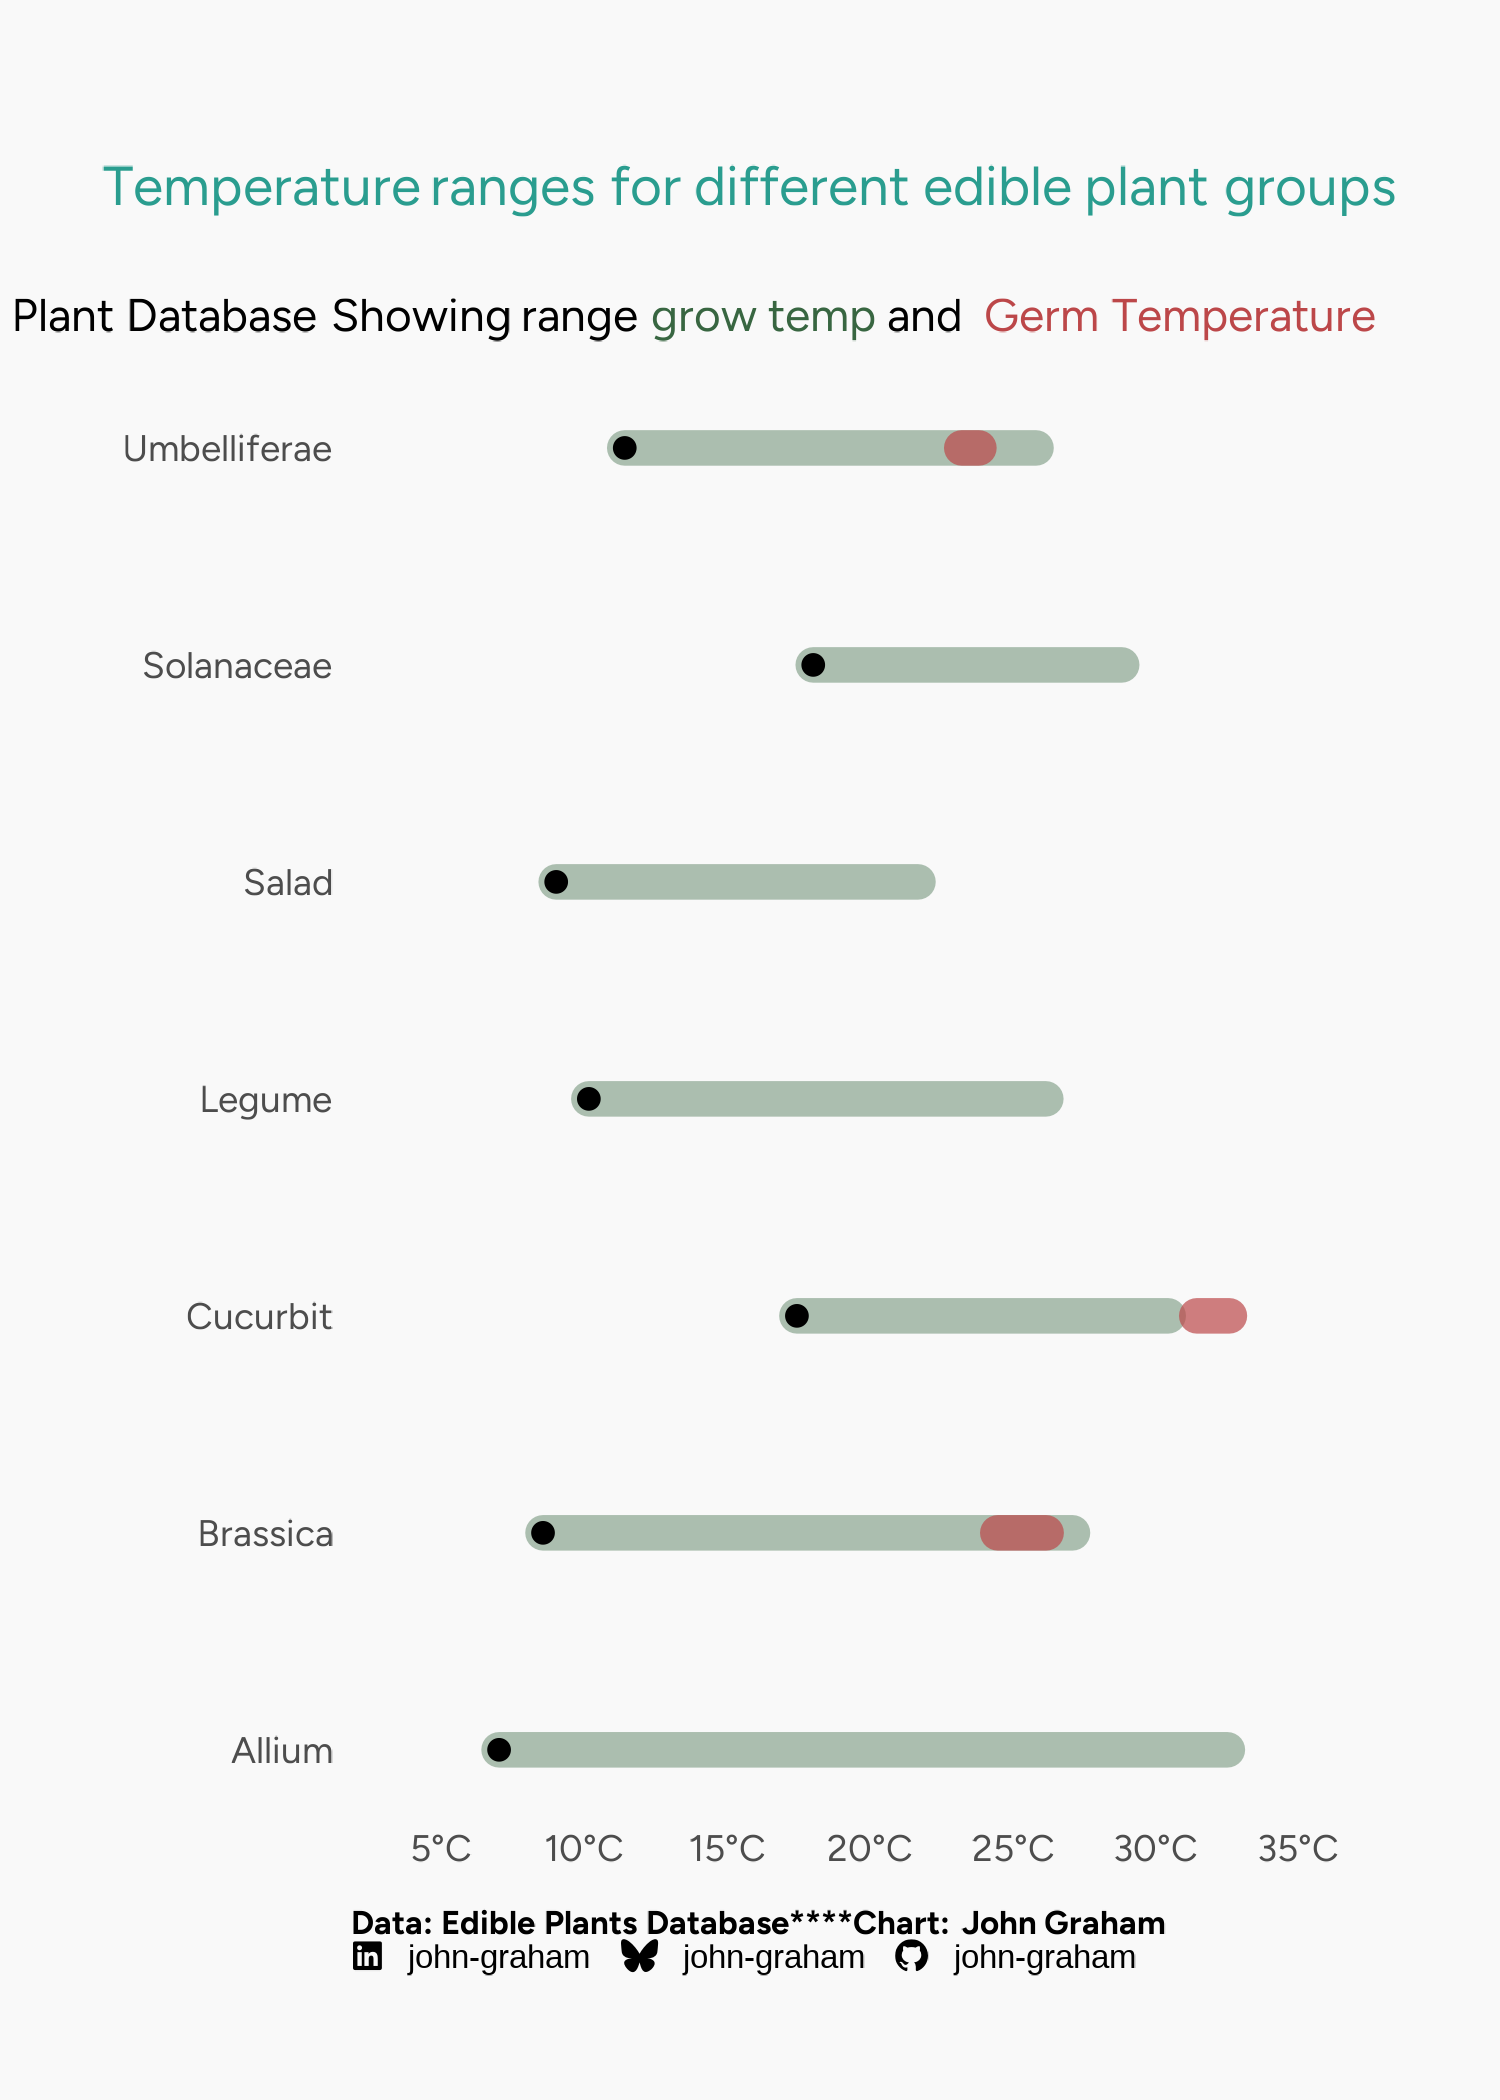 Temperature ranges for different edible plant groups
Plant Database Showing range grow temp and Germ Temperature
Umbelliferae
Solanaceae
Salad
Legume
Cucurbit
Brassica
Allium
5°C 10°C 15°C 20°C 25°C 30°C 35°C
Data: Edible Plants Database****Chart: John Graham
john-graham john-graham john-graham